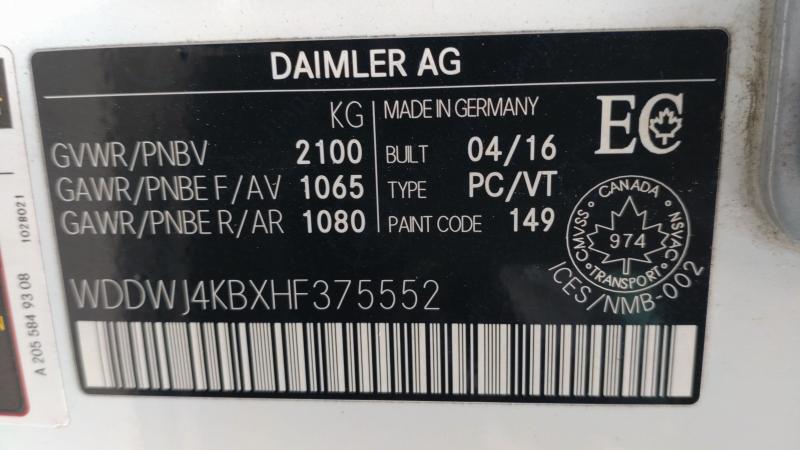 DAIMLER AG
KG
MADE IN GERMANY
EC
GVWR/PNBV 2100
BUILT 04/16
GAWR/PNBE F/AV 1065
TYPE PC/VT
GAWR/PNBE R/AR 1080
PAINT CODE 149
CANADA
CMVSS 974 NSVAC
TRANSPORT
ICES/NMB-002
WDDWJ4KBXHF375552
A 205 584 93 08 1028021